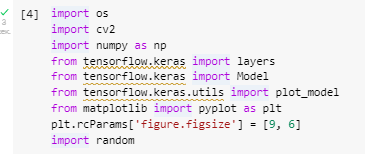 [4] import os
import cv2
import numpy as np
from tensorflow.keras import layers
from tensorflow.keras import Model
from tensorflow.keras.utils import plot_model
from matplotlib import pyplot as plt
plt.rcParams['figure.figsize'] = [9, 6]
import random
3
сек.